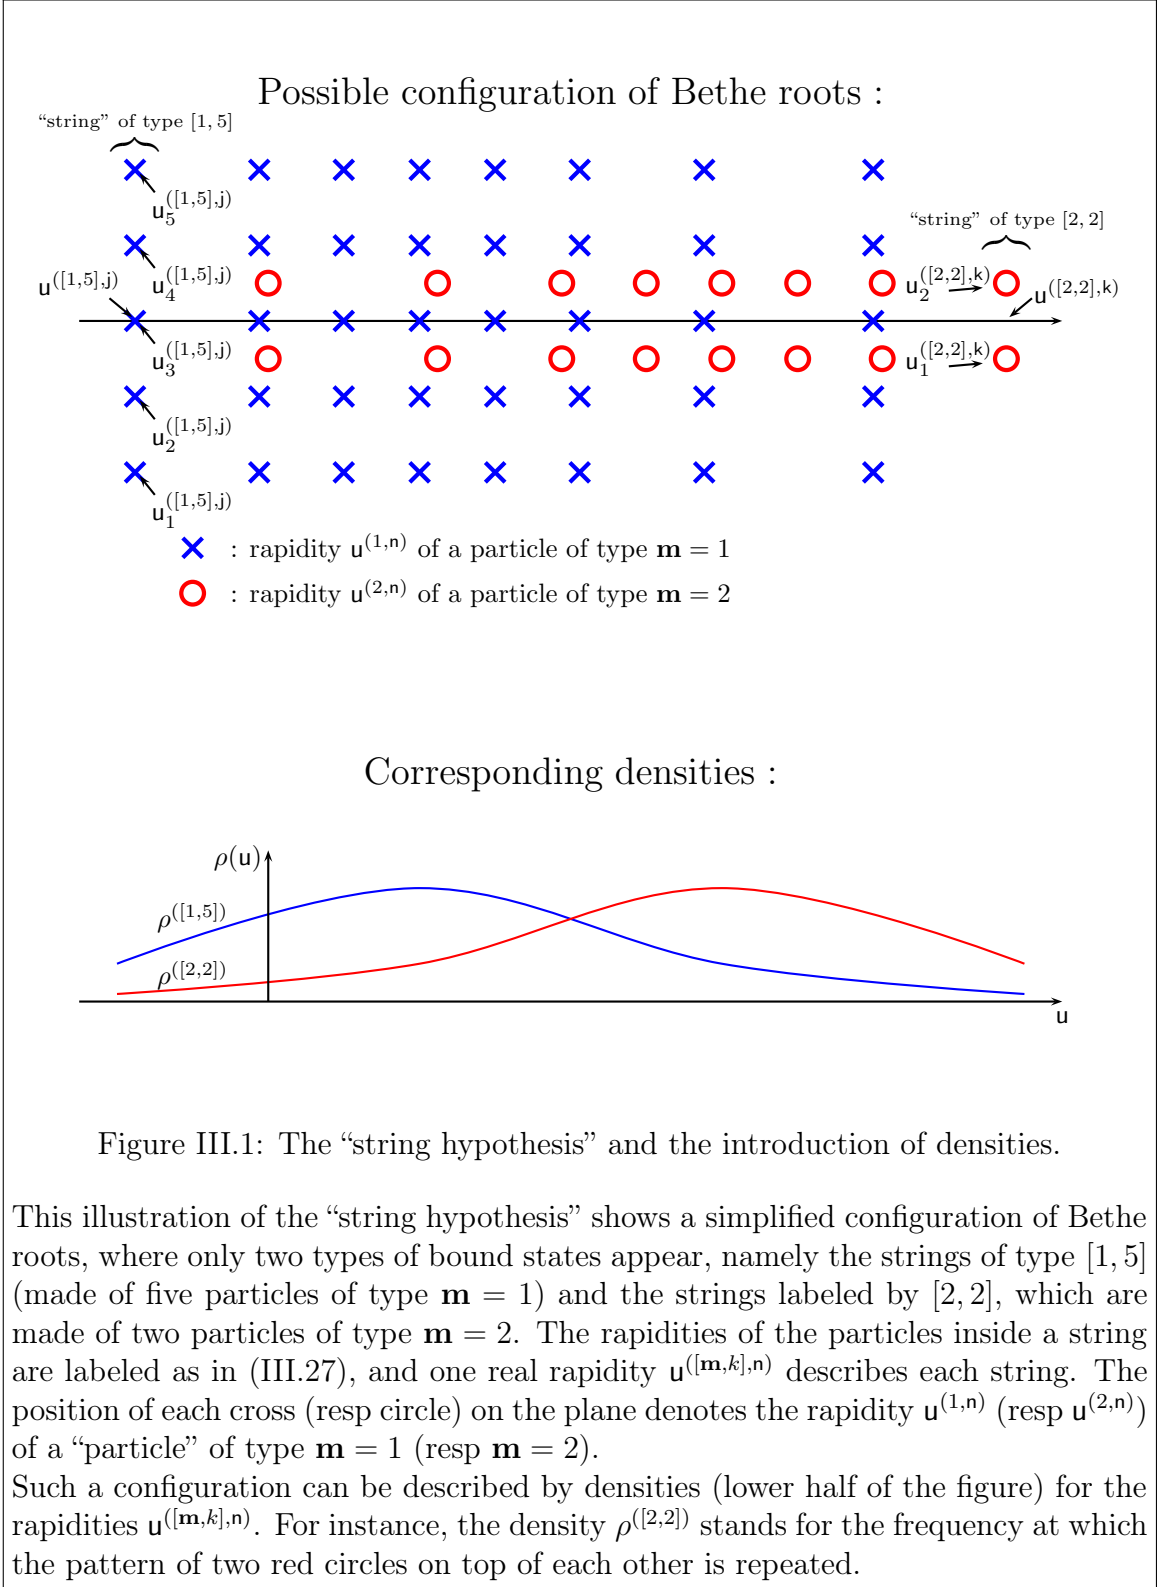 Possible configuration of Bethe roots :
“string” of type [1, 5]
u_5^([1,5],j)
“string” of type [2, 2]
u_4^([1,5],j)
u^([1,5],j)
u_2^([2,2],k)
u^([2,2],k)
u_3^([1,5],j)
u_1^([2,2],k)
u_2^([1,5],j)
u_1^([1,5],j)
: rapidity u^(1,n) of a particle of type m = 1
: rapidity u^(2,n) of a particle of type m = 2
Corresponding densities :
ρ(u)
ρ^([1,5])
ρ^([2,2])
u
Figure III.1: The “string hypothesis” and the introduction of densities.
This illustration of the “string hypothesis” shows a simplified configuration of Bethe
roots, where only two types of bound states appear, namely the strings of type [1, 5]
(made of five particles of type m = 1) and the strings labeled by [2, 2], which are
made of two particles of type m = 2. The rapidities of the particles inside a string
are labeled as in (III.27), and one real rapidity u^([m,k],n) describes each string. The
position of each cross (resp circle) on the plane denotes the rapidity u^(1,n) (resp u^(2,n))
of a “particle” of type m = 1 (resp m = 2).
Such a configuration can be described by densities (lower half of the figure) for the
rapidities u^([m,k],n). For instance, the density ρ^([2,2]) stands for the frequency at which
the pattern of two red circles on top of each other is repeated.